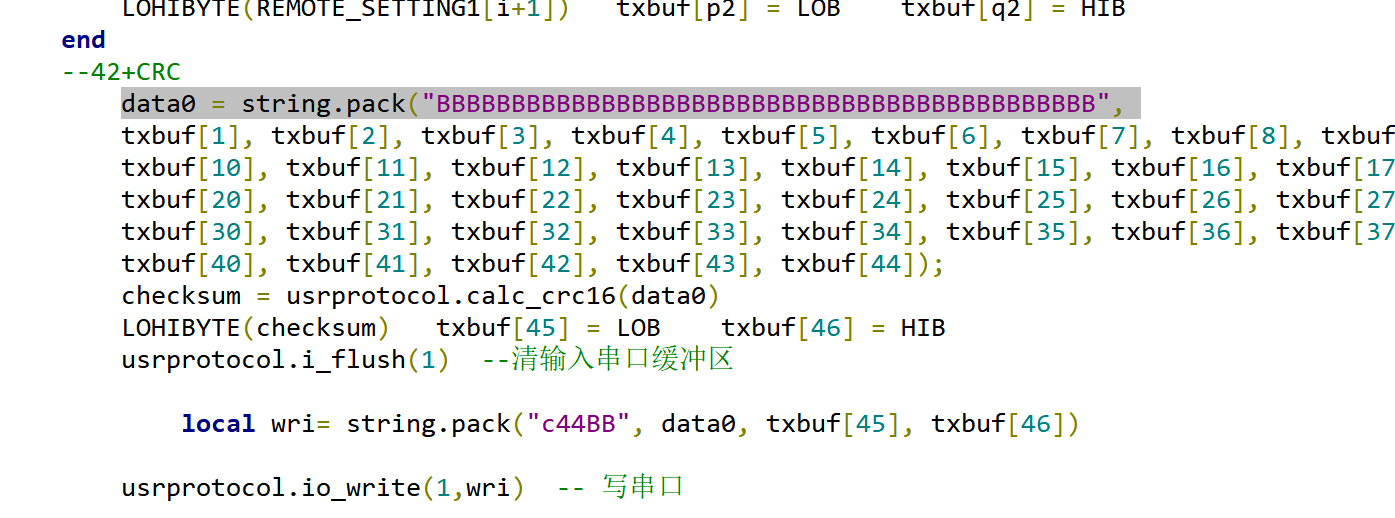 LOHIBYTE(REMOTE_SETTING1[i+1])   txbuf[p2] = LOB    txbuf[q2] = HIB
end
--42+CRC
data0 = string.pack("BBBBBBBBBBBBBBBBBBBBBBBBBBBBBBBBBBBBBBBBBBBB",
txbuf[1], txbuf[2], txbuf[3], txbuf[4], txbuf[5], txbuf[6], txbuf[7], txbuf[8], txbuf
txbuf[10], txbuf[11], txbuf[12], txbuf[13], txbuf[14], txbuf[15], txbuf[16], txbuf[17
txbuf[20], txbuf[21], txbuf[22], txbuf[23], txbuf[24], txbuf[25], txbuf[26], txbuf[27
txbuf[30], txbuf[31], txbuf[32], txbuf[33], txbuf[34], txbuf[35], txbuf[36], txbuf[37
txbuf[40], txbuf[41], txbuf[42], txbuf[43], txbuf[44]);
checksum = usrprotocol.calc_crc16(data0)
LOHIBYTE(checksum)   txbuf[45] = LOB    txbuf[46] = HIB
usrprotocol.i_flush(1)  --清输入串口缓冲区
local wri= string.pack("c44BB", data0, txbuf[45], txbuf[46])
usrprotocol.io_write(1,wri)  -- 写串口